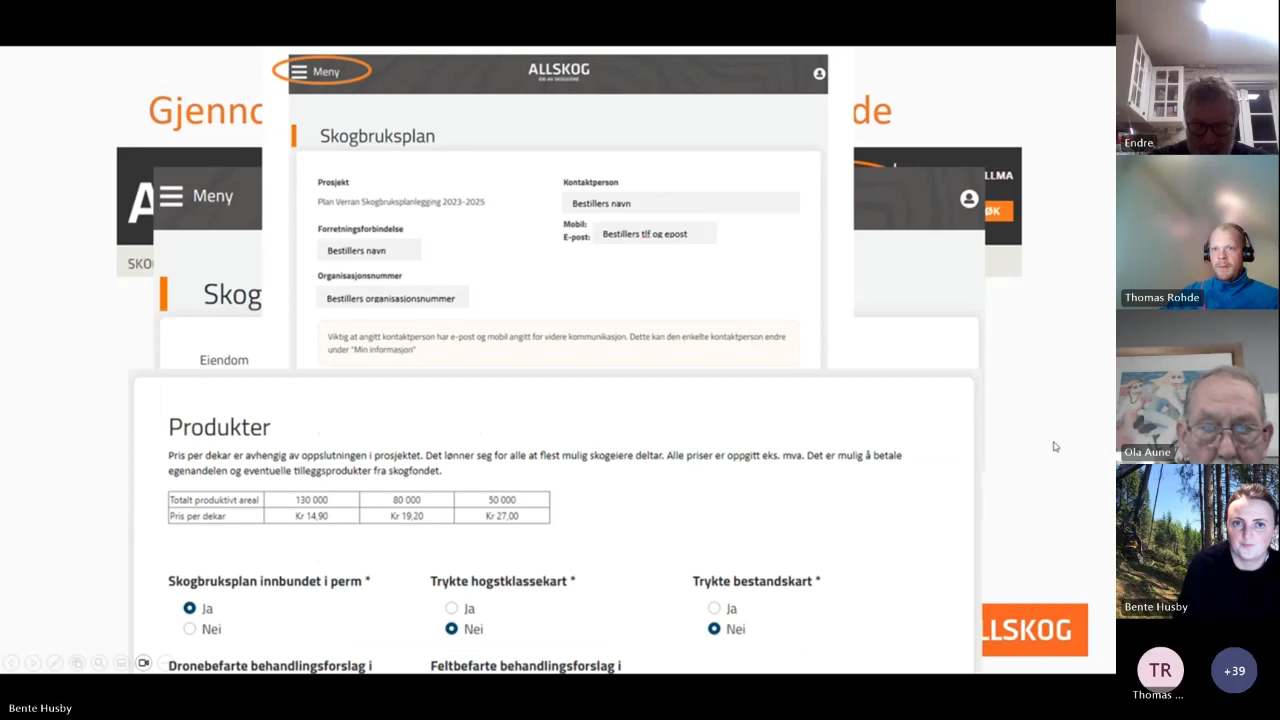 Meny
ALLSKOG
EID AV SKOGEIERE
Gjennc
de
Skogbruksplan
A
Meny
LLMA
ØK
SKO
Prosjekt
Plan Verran Skogbruksplanlegging 2023-2025
Forretningsforbindelse
Bestillers navn
Organisasjonsnummer
Bestillers organisasjonsnummer
Kontaktperson
Bestillers navn
Mobil:
E-post:
Bestillers tlf og epost
Skog
Viktig at angitt kontaktperson har e-post og mobil angitt for videre kommunikasjon. Dette kan den enkelte kontaktperson endre
under "Min informasjon"
Eiendom
Produkter
Pris per dekar er avhengig av oppslutningen i prosjektet. Det lønner seg for alle at flest mulig skogeiere deltar. Alle priser er oppgitt eks. mva. Det er mulig å betale
egenandelen og eventuelle tilleggsprodukter fra skogfondet.
Totalt produktivt areal 130 000 80 000 50 000
Pris per dekar Kr 14,90 Kr 19,20 Kr 27,00
Skogbruksplan innbundet i perm *
Ja
Nei
Trykte hogstklassekart *
Ja
Nei
Trykte bestandskart *
Ja
Nei
Dronebefarte behandlingsforslag i
Feltbefarte behandlingsforslag i
LLSKOG
Endre
Thomas Rohde
Ola Aune
Bente Husby
TR
Thomas ...
+39
Bente Husby